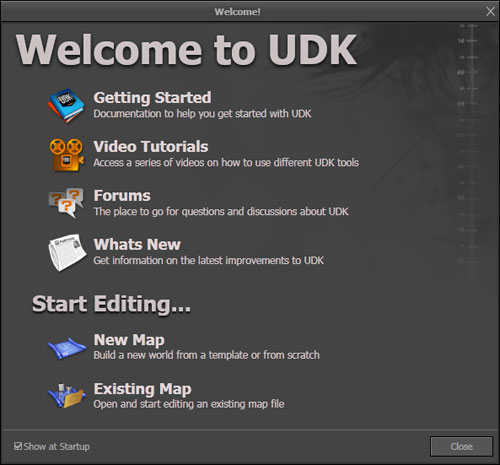 Welcome!
Welcome to UDK
Getting Started
Documentation to help you get started with UDK
Video Tutorials
Access a series of videos on how to use different UDK tools
Forums
The place to go for questions and discussions about UDK
Whats New
Get information on the latest improvements to UDK
Start Editing...
New Map
Build a new world from a template or from scratch
Existing Map
Open and start editing an existing map file
Show at Startup
Close